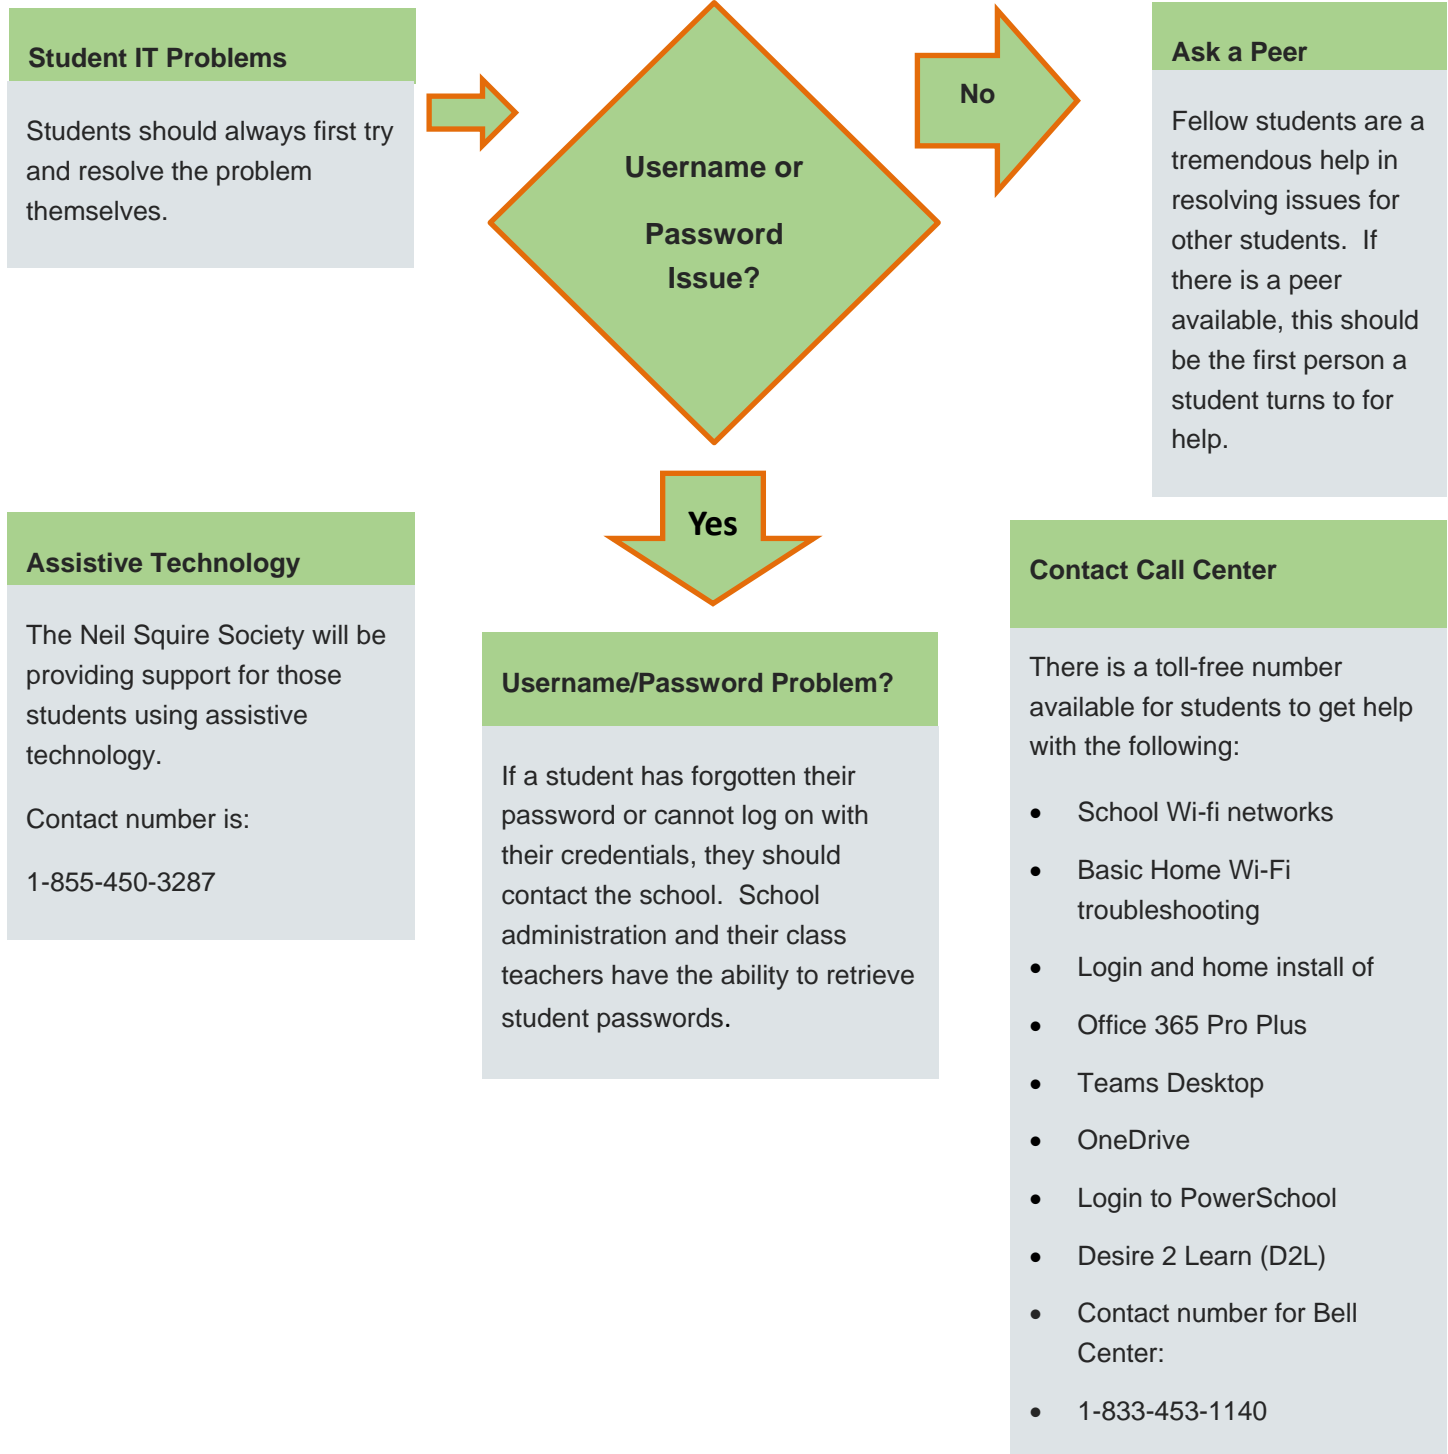 Student IT Problems
Students should always first try
and resolve the problem
themselves.
Username or
Password
Issue?
No
Ask a Peer
Fellow students are a
tremendous help in
resolving issues for
other students.  If
there is a peer
available, this should
be the first person a
student turns to for
help.
Yes
Assistive Technology
The Neil Squire Society will be
providing support for those
students using assistive
technology.
Contact number is:
1-855-450-3287
Username/Password Problem?
If a student has forgotten their
password or cannot log on with
their credentials, they should
contact the school.  School
administration and their class
teachers have the ability to retrieve
student passwords.
Contact Call Center
There is a toll-free number
available for students to get help
with the following:
• School Wi-fi networks
• Basic Home Wi-Fi
troubleshooting
• Login and home install of
• Office 365 Pro Plus
• Teams Desktop
• OneDrive
• Login to PowerSchool
• Desire 2 Learn (D2L)
• Contact number for Bell
Center:
• 1-833-453-1140